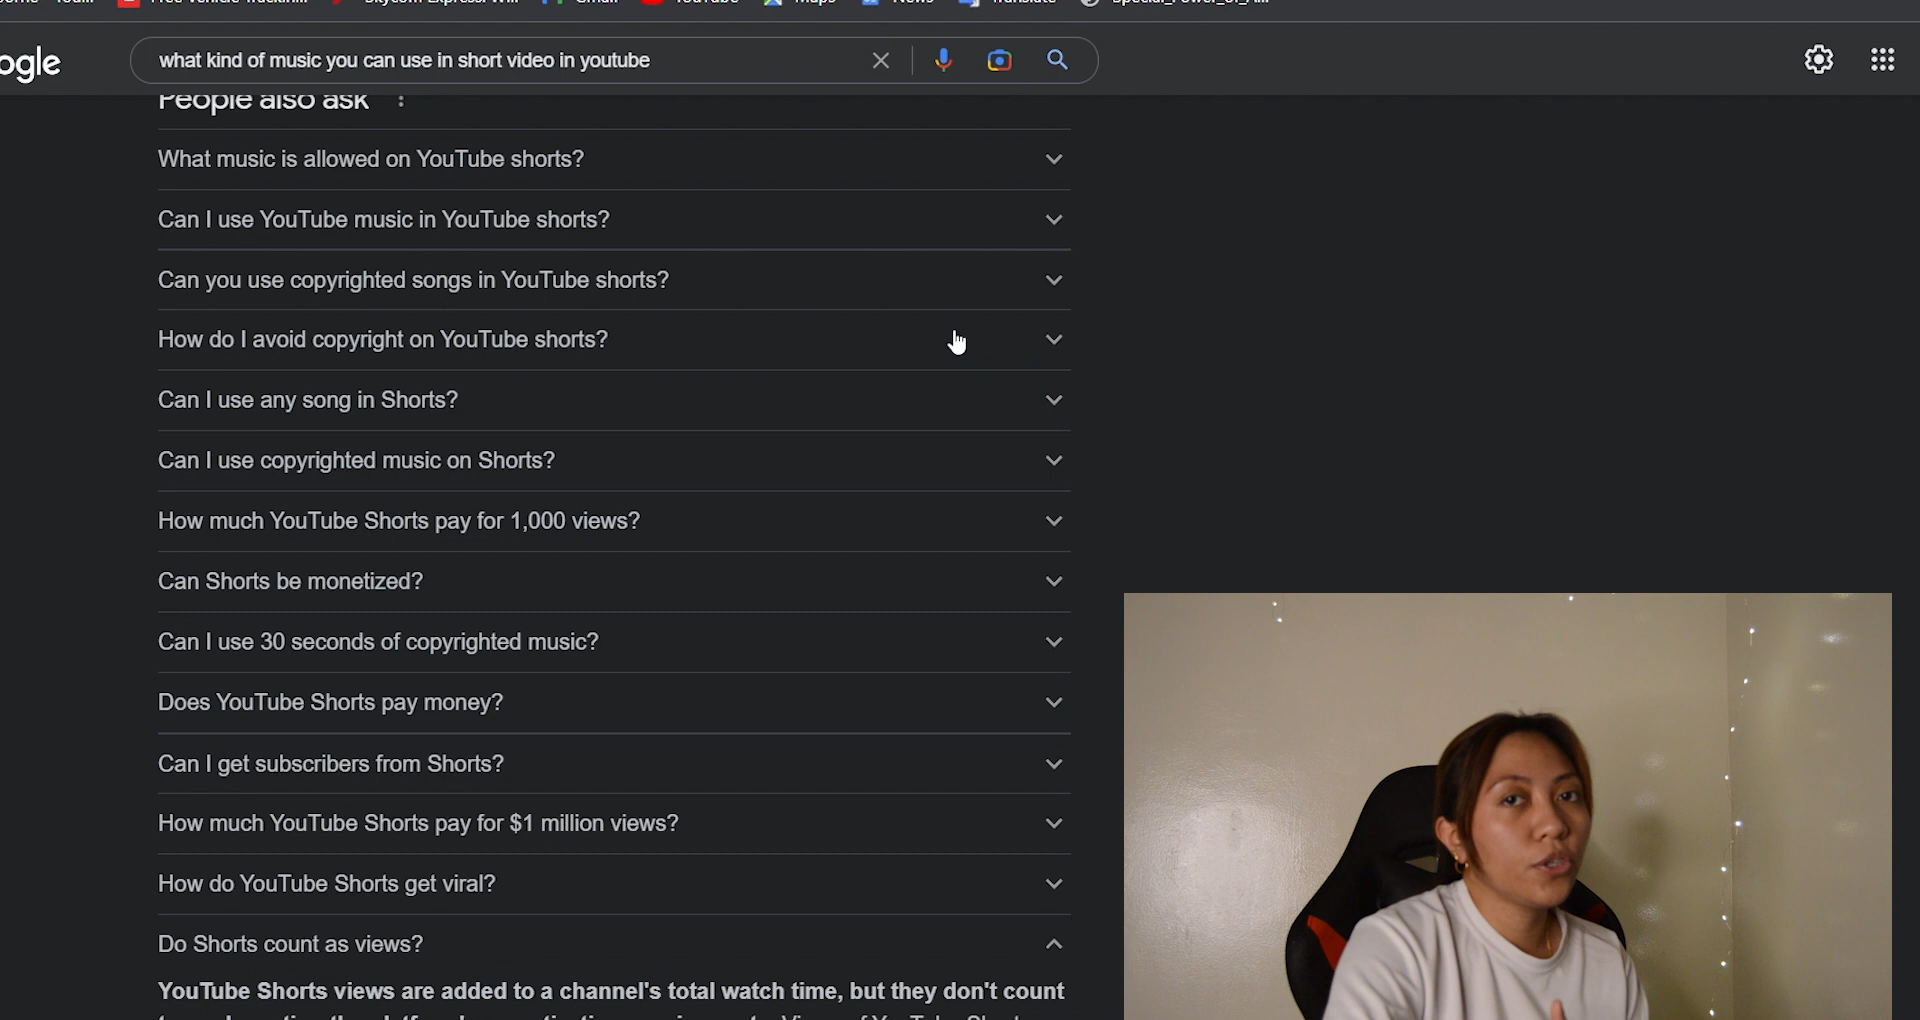 YouTube Maps News Translate
ogle
what kind of music you can use in short video in youtube
People also ask
What music is allowed on YouTube shorts?
Can I use YouTube music in YouTube shorts?
Can you use copyrighted songs in YouTube shorts?
How do I avoid copyright on YouTube shorts?
Can I use any song in Shorts?
Can I use copyrighted music on Shorts?
How much YouTube Shorts pay for 1,000 views?
Can Shorts be monetized?
Can I use 30 seconds of copyrighted music?
Does YouTube Shorts pay money?
Can I get subscribers from Shorts?
How much YouTube Shorts pay for $1 million views?
How do YouTube Shorts get viral?
Do Shorts count as views?
YouTube Shorts views are added to a channel's total watch time, but they don't count